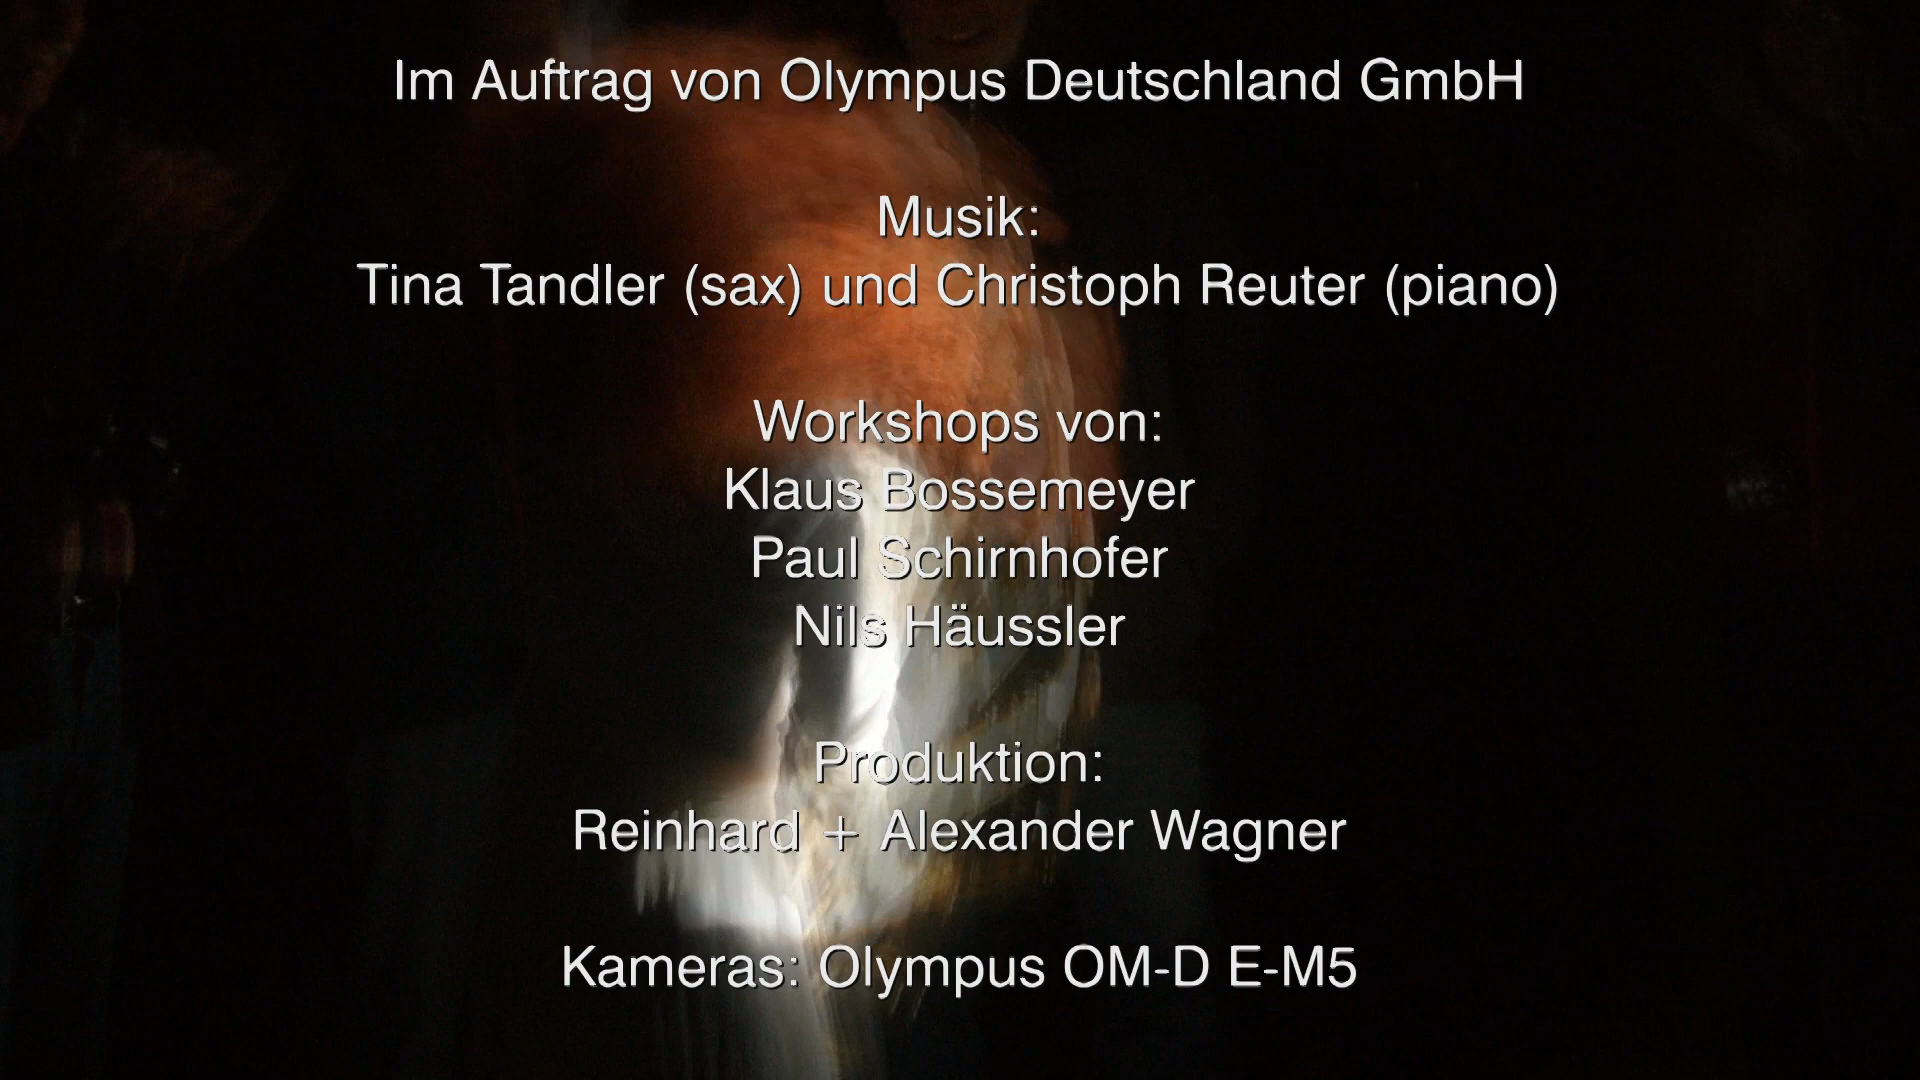 Im Auftrag von Olympus Deutschland GmbH
Musik:
Tina Tandler (sax) und Christoph Reuter (piano)
Workshops von:
Klaus Bossemeyer
Paul Schirnhofer
Nils Häussler
Produktion:
Reinhard + Alexander Wagner
Kameras: Olympus OM-D E-M5